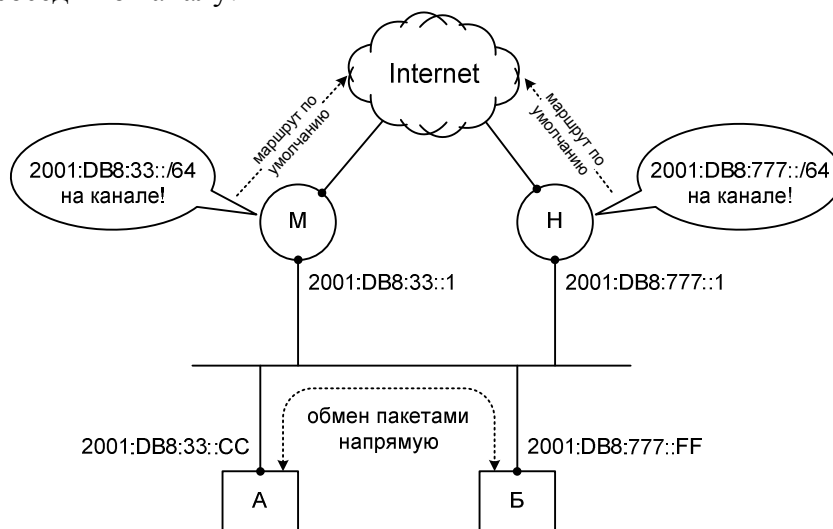 Internet
маршрут по
умолчанию
маршрут по
умолчанию
2001:DB8:33::/64
на канале!
2001:DB8:777::/64
на канале!
М
Н
2001:DB8:33::1
2001:DB8:777::1
обмен пакетами
напрямую
2001:DB8:33::CC
2001:DB8:777::FF
А
Б